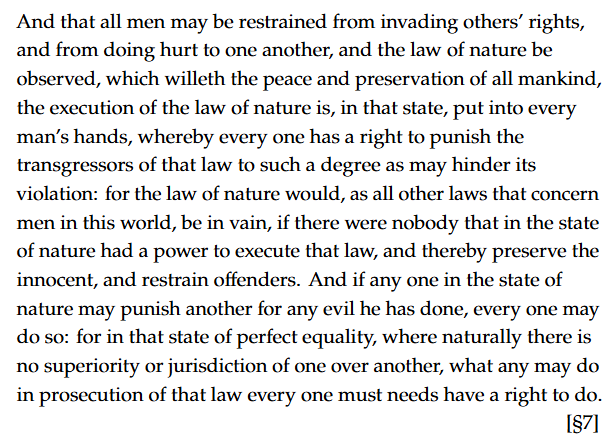 And that all men may be restrained from invading others’ rights,
and from doing hurt to one another, and the law of nature be
observed, which willeth the peace and preservation of all mankind,
the execution of the law of nature is, in that state, put into every
man’s hands, whereby every one has a right to punish the
transgressors of that law to such a degree as may hinder its
violation: for the law of nature would, as all other laws that concern
men in this world, be in vain, if there were nobody that in the state
of nature had a power to execute that law, and thereby preserve the
innocent, and restrain offenders. And if any one in the state of
nature may punish another for any evil he has done, every one may
do so: for in that state of perfect equality, where naturally there is
no superiority or jurisdiction of one over another, what any may do
in prosecution of that law every one must needs have a right to do.
[§7]